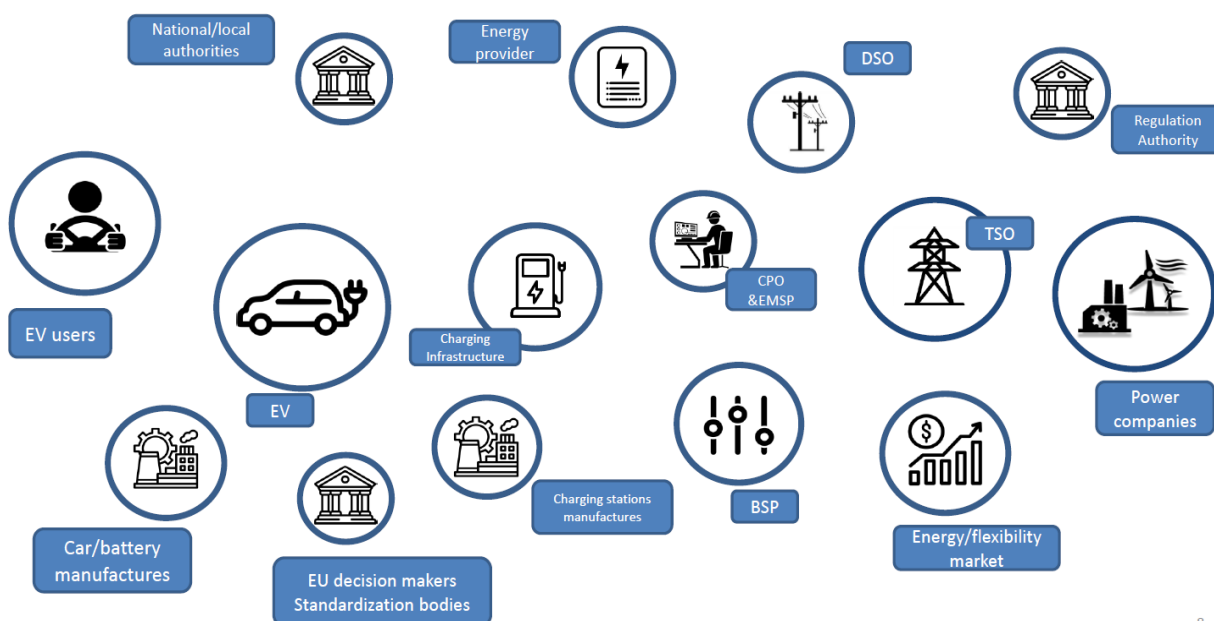 National/local
authorities
Energy
provider
DSO
Regulation
Authority
EV users
EV
Charging
Infrastructure
CPO
&EMSP
TSO
Power
companies
Car/battery
manufactures
EU decision makers
Standardization bodies
Charging stations
manufactures
BSP
$
Energy/flexibility
market